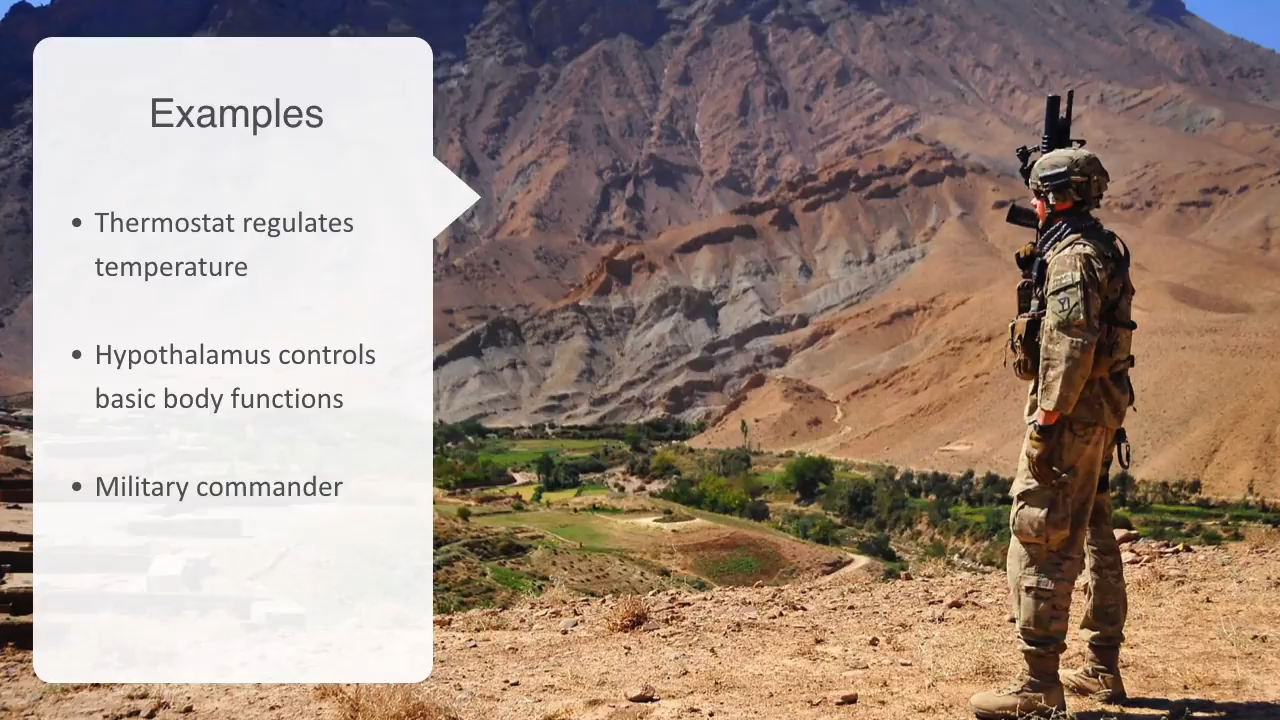 Examples
• Thermostat regulates
temperature
• Hypothalamus controls
basic body functions
• Military commander